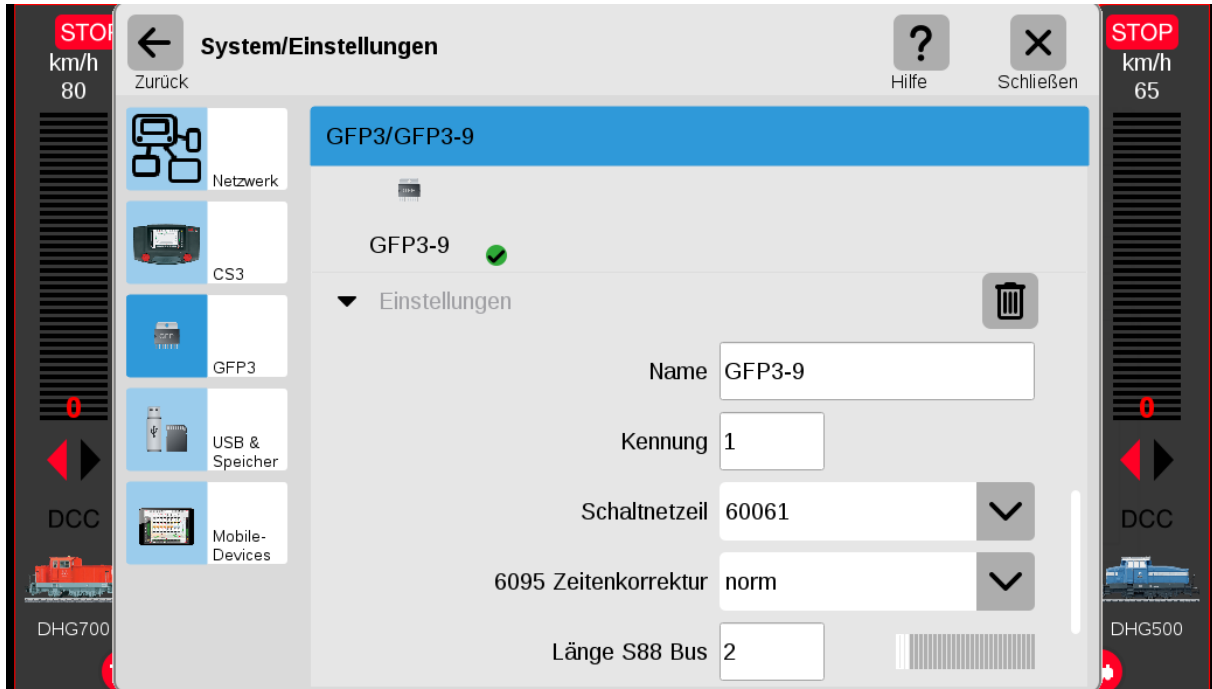 STOP
km/h
80
0
DCC
DHG700
Zurück
System/Einstellungen
Hilfe
Schließen
Netzwerk
CS3
GFP3
USB &
Speicher
Mobile-
Devices
GFP3/GFP3-9
GFP3-9
Einstellungen
Name GFP3-9
Kennung 1
Schaltnetzeil 60061
6095 Zeitenkorrektur norm
Länge S88 Bus 2
STOP
km/h
65
0
DCC
DHG500